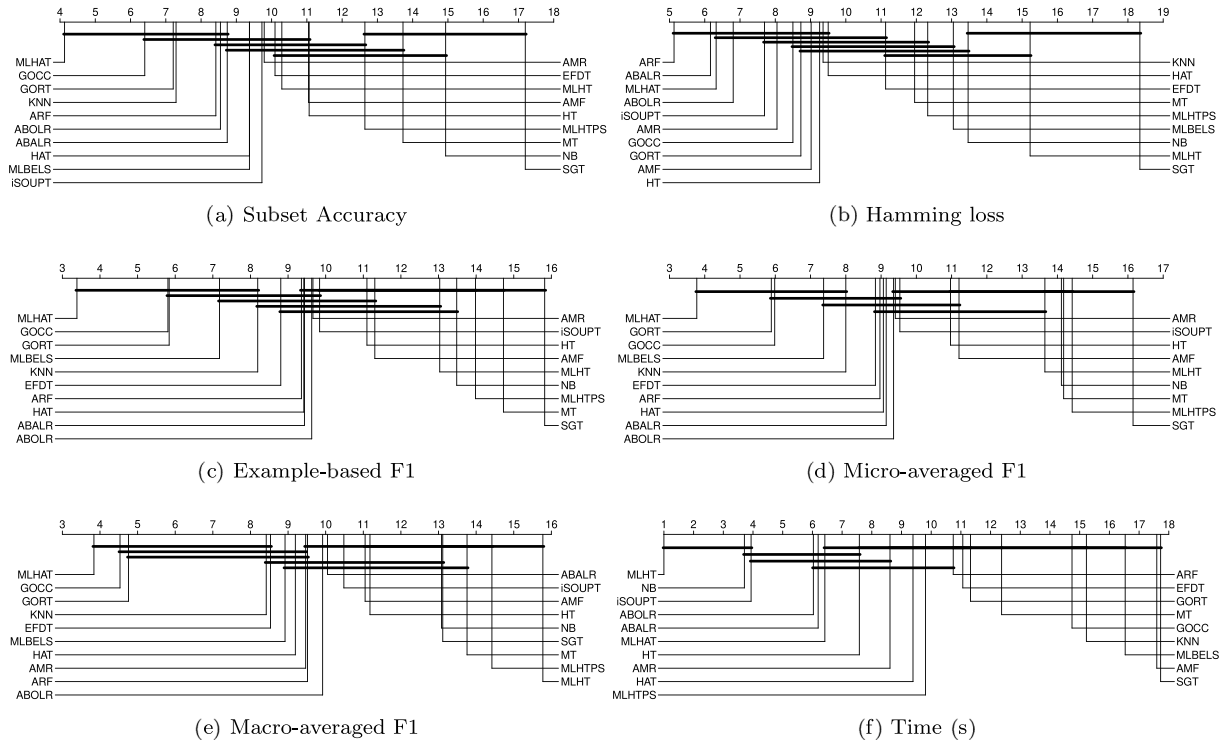 4 5 6 7 8 9 10 11 12 13 14 15 16 17 18
MLHAT
GOCC
GORT
KNN
ARF
ABOLR
ABALR
HAT
MLBELS
iSOUPT
AMR
EFDT
MLHT
AMF
HT
MLHTPS
MT
NB
SGT
(a) Subset Accuracy
5 6 7 8 9 10 11 12 13 14 15 16 17 18 19
ARF
ABALR
MLHAT
ABOLR
iSOUPT
AMR
GOCC
GORT
AMF
HT
KNN
HAT
EFDT
MT
MLHTPS
MLBELS
NB
MLHT
SGT
(b) Hamming loss
3 4 5 6 7 8 9 10 11 12 13 14 15 16
MLHAT
GOCC
GORT
MLBELS
KNN
EFDT
ARF
HAT
ABALR
ABOLR
AMR
iSOUPT
HT
AMF
MLHT
NB
MLHTPS
MT
SGT
(c) Example-based F1
3 4 5 6 7 8 9 10 11 12 13 14 15 16 17
MLHAT
GORT
GOCC
MLBELS
KNN
EFDT
ARF
HAT
ABALR
ABOLR
AMR
iSOUPT
HT
AMF
MLHT
NB
MT
MLHTPS
SGT
(d) Micro-averaged F1
3 4 5 6 7 8 9 10 11 12 13 14 15 16
MLHAT
GOCC
GORT
KNN
EFDT
MLBELS
HAT
AMR
ARF
ABOLR
ABALR
iSOUPT
AMF
HT
NB
SGT
MT
MLHTPS
MLHT
(e) Macro-averaged F1
1 2 3 4 5 6 7 8 9 10 11 12 13 14 15 16 17 18
MLHT
NB
iSOUPT
ABOLR
ABALR
MLHAT
HT
AMR
HAT
MLHTPS
ARF
EFDT
GORT
MT
GOCC
KNN
MLBELS
AMF
SGT
(f) Time (s)